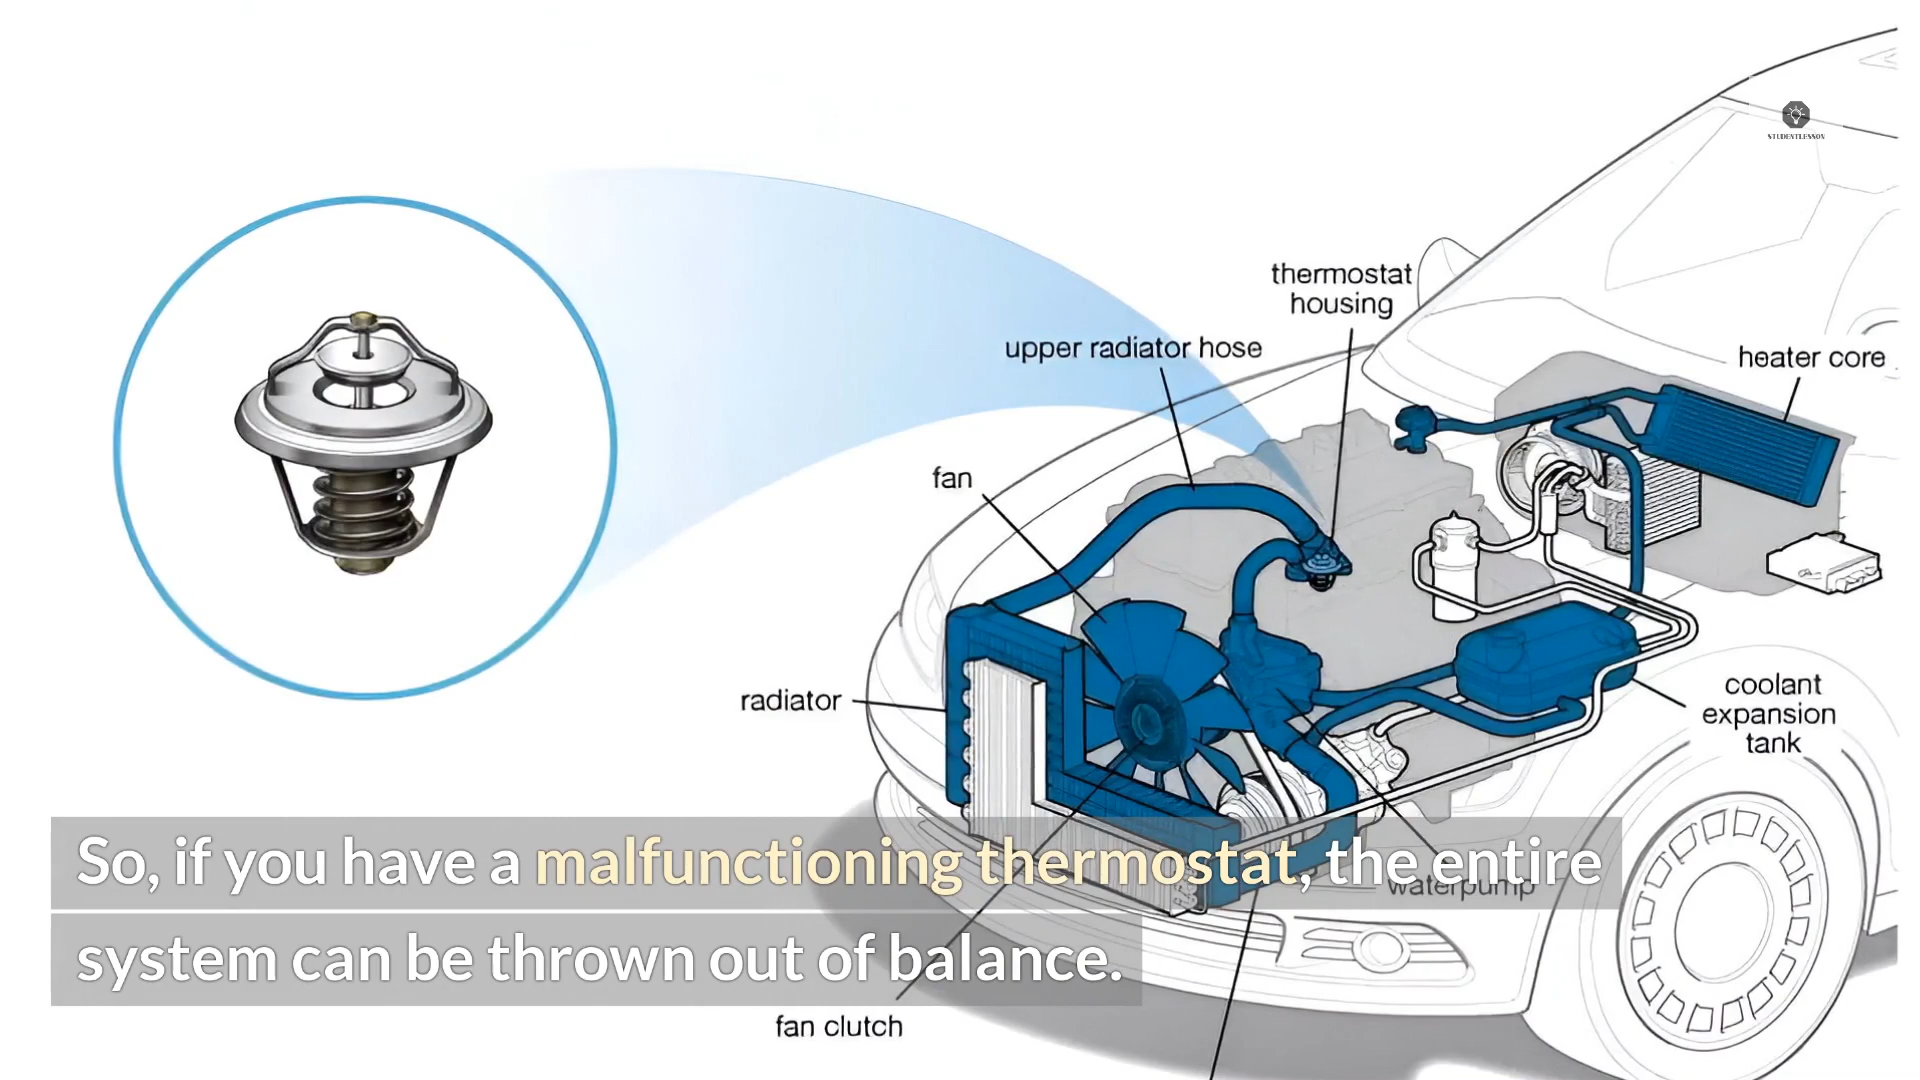 STUDENTLESSON
thermostat
housing
upper radiator hose
heater core
fan
radiator
coolant
expansion
tank
So, if you have a malfunctioning thermostat, the entire
waterpump
system can be thrown out of balance.
fan clutch